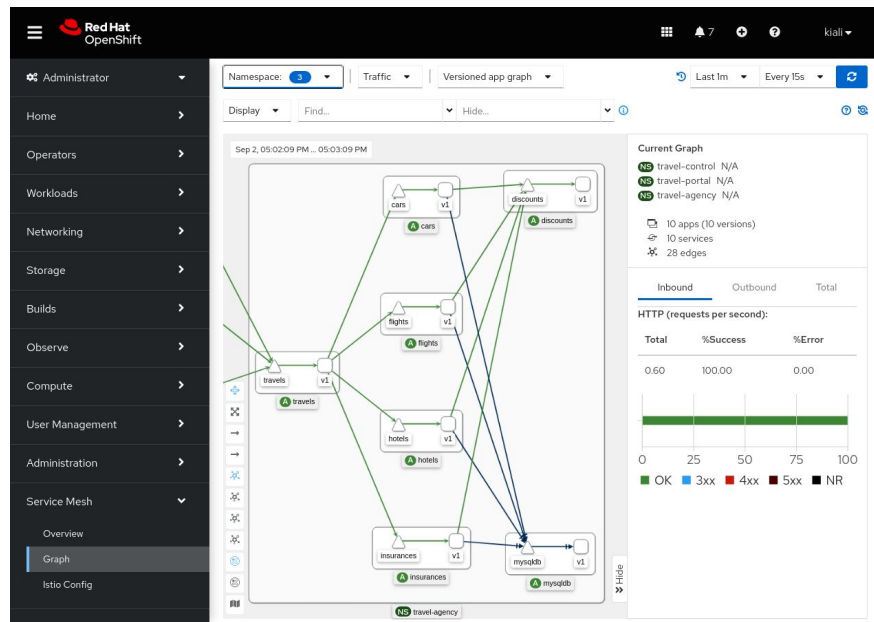 Red Hat
OpenShift
7
kiali
Administrator
Home
Operators
Workloads
Networking
Storage
Builds
Observe
Compute
User Management
Administration
Service Mesh
Overview
Graph
Istio Config
Namespace: 3
Traffic
Versioned app graph
Last 1m
Every 15s
Display
Find...
Hide...
Sep 2, 05:02:09 PM ... 05:03:09 PM
cars
v1
A cars
discounts
v1
A discounts
flights
v1
A flights
travels
v1
A travels
hotels
v1
A hotels
insurances
v1
A insurances
mysqldb
v1
A mysqldb
NS travel-agency
Hide
Current Graph
NS travel-control N/A
NS travel-portal N/A
NS travel-agency N/A
10 apps (10 versions)
10 services
28 edges
Inbound Outbound Total
HTTP (requests per second):
Total %Success %Error
0.60 100.00 0.00
0 25 50 75 100
OK 3xx 4xx 5xx NR